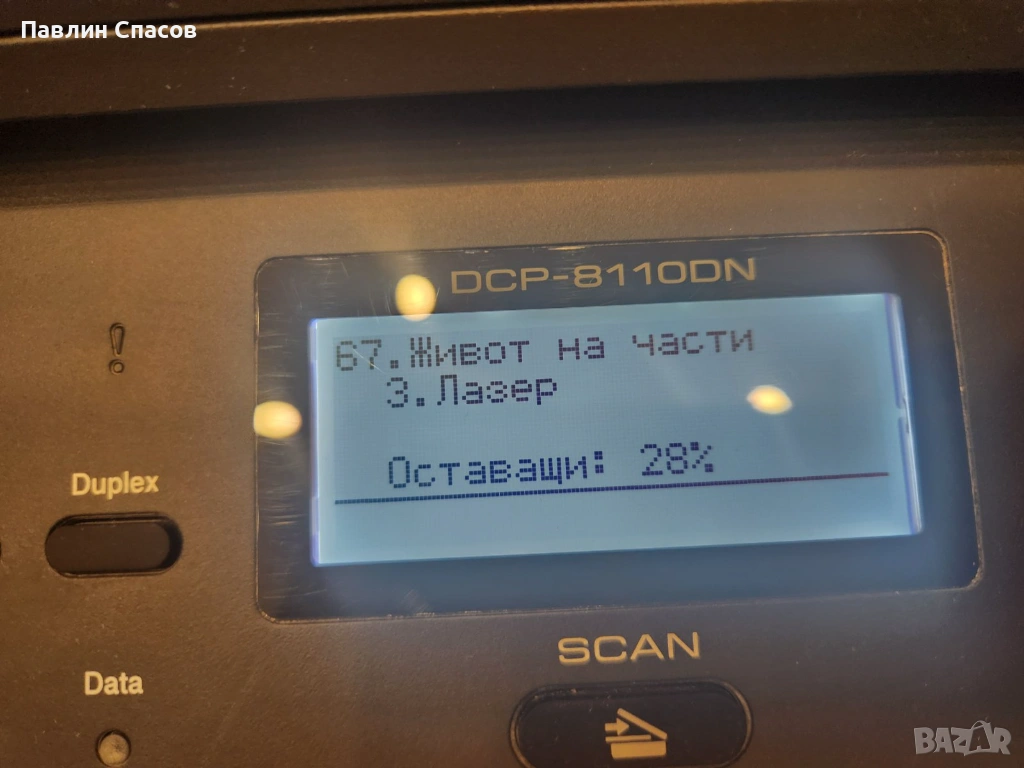 Павлин Спасов
DCP-8110DN
67.Живот на части
3.Лазер
Оставащи: 28%
Duplex
SCAN
Data
BAZAR